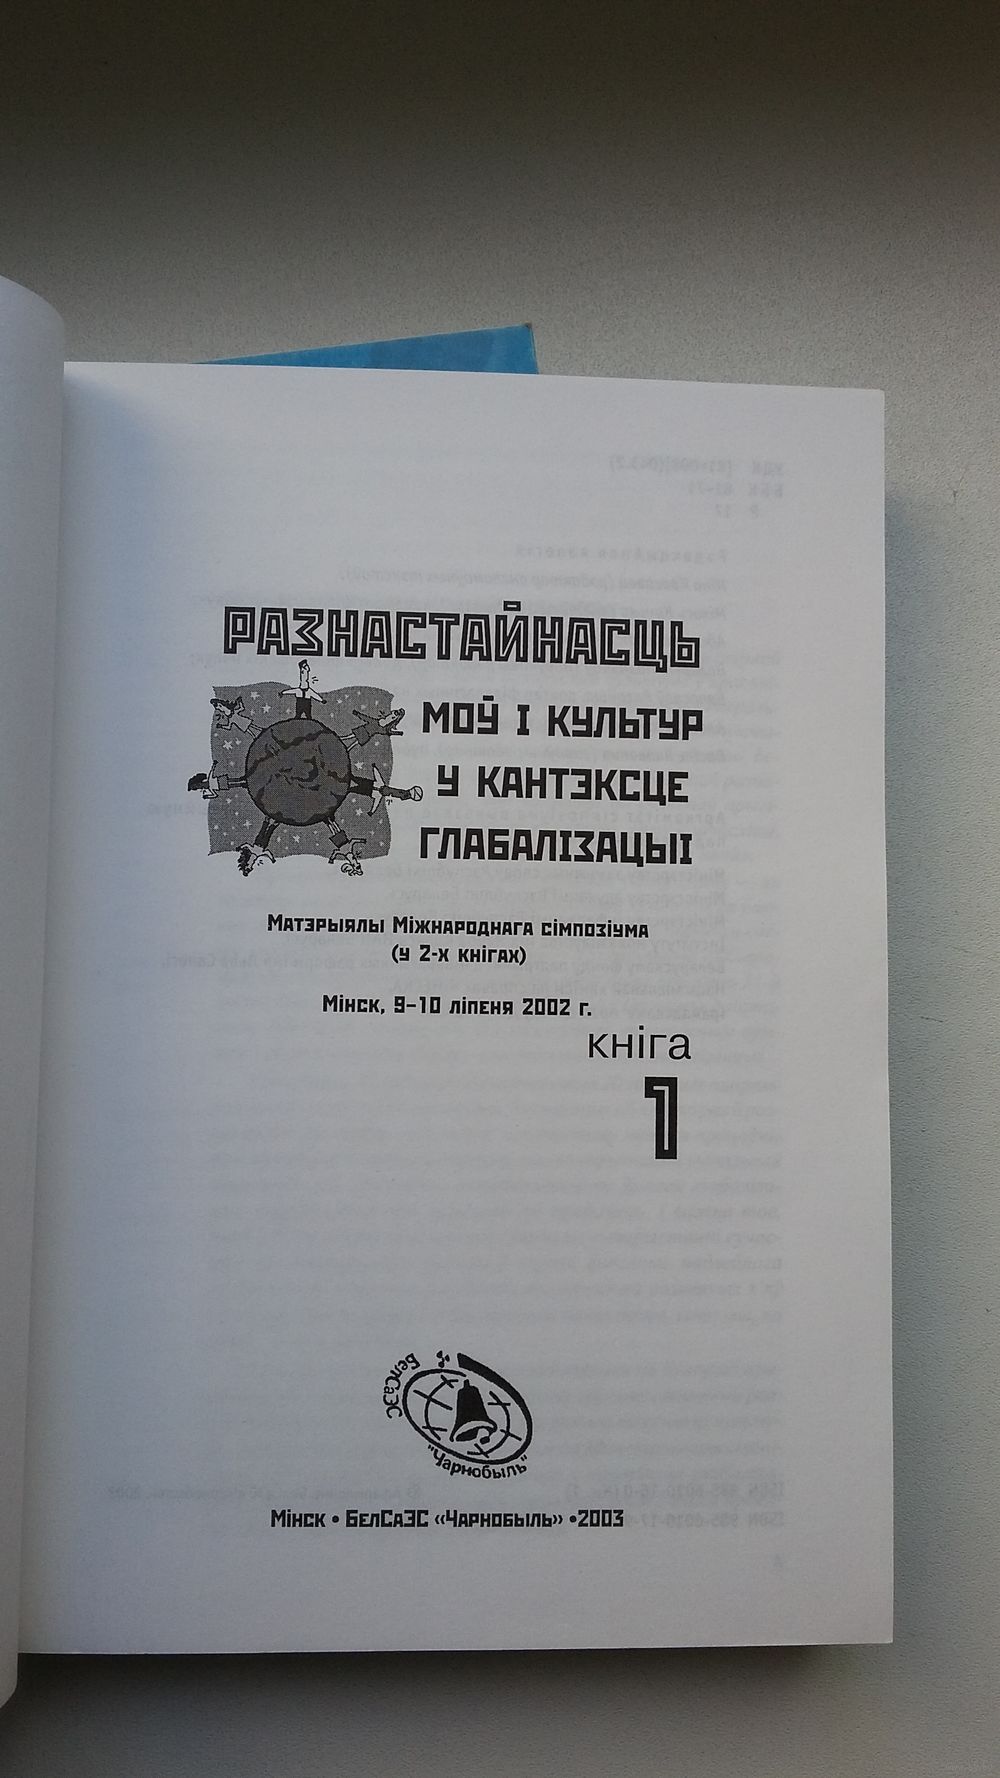 РАЗНАСТАЙНАСЦЬ
МОЎ І КУЛЬТУР
У КАНТЭКСЦЕ
ГЛАБАЛІЗАЦЫІ
Матэрыялы Міжнароднага сімпозіума
(у 2-х кнігах)
Мінск, 9–10 ліпеня 2002 г.
кніга
1
БелСаЭС
"Чарнобыль"
Мінск • БелСаЭС «Чарнобыль» •2003